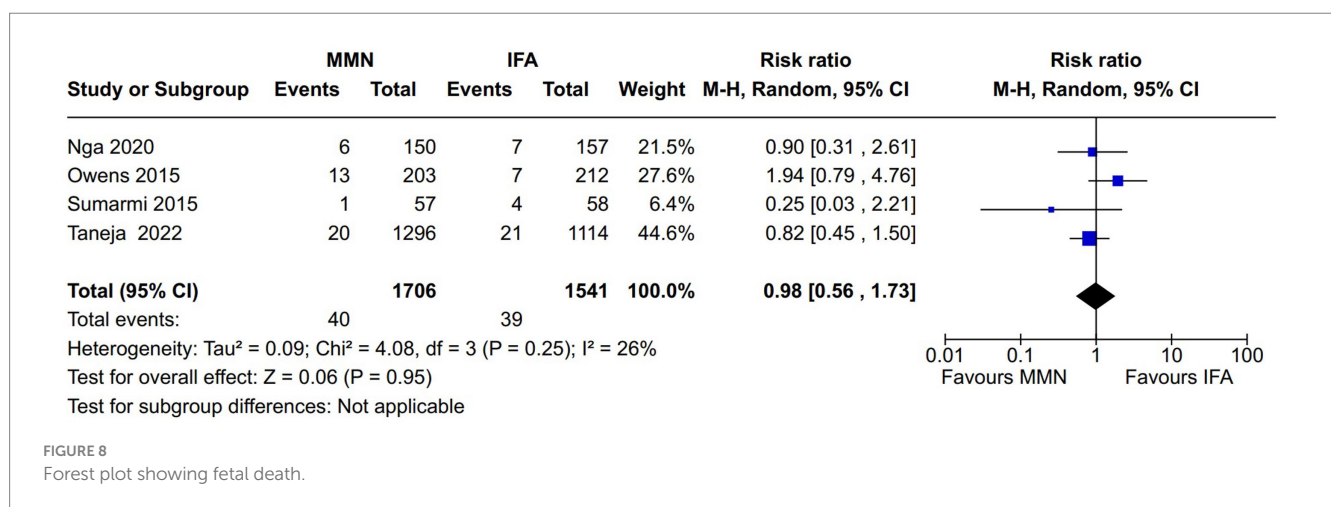 MMN IFA Risk ratio Risk ratio
Study or Subgroup Events Total Events Total Weight M-H, Random, 95% CI M-H, Random, 95% CI
Nga 2020 6 150 7 157 21.5% 0.90 [0.31 , 2.61]
Owens 2015 13 203 7 212 27.6% 1.94 [0.79 , 4.76]
Sumarmi 2015 1 57 4 58 6.4% 0.25 [0.03 , 2.21]
Taneja 2022 20 1296 21 1114 44.6% 0.82 [0.45 , 1.50]
Total (95% CI) 1706 1541 100.0% 0.98 [0.56 , 1.73]
Total events: 40 39
Heterogeneity: Tau² = 0.09; Chi² = 4.08, df = 3 (P = 0.25); I² = 26%
Test for overall effect: Z = 0.06 (P = 0.95)
Test for subgroup differences: Not applicable
0.01 0.1 1 10 100
Favours MMN Favours IFA
FIGURE 8
Forest plot showing fetal death.